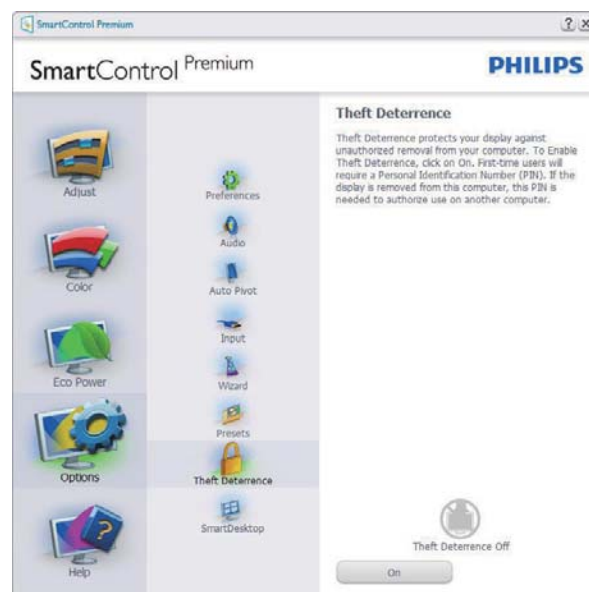 SmartControl Premium
? X
SmartControl Premium
PHILIPS
Adjust
Color
Eco Power
Options
Help
Preferences
Audio
Auto Pivot
Input
Wizard
Presets
Theft Deterrence
SmartDesktop
Theft Deterrence
Theft Deterrence protects your display against
unauthorized removal from your computer. To Enable
Theft Deterrence, click on On. First-time users will
require a Personal Identification Number (PIN). If the
display is removed from this computer, this PIN is
needed to authorize use on another computer.
Theft Deterrence Off
On